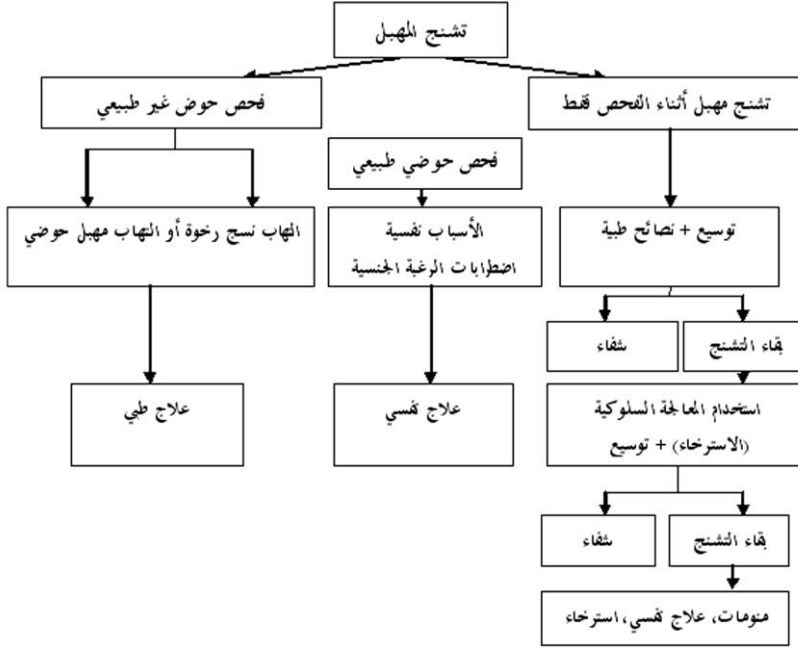 تشنج المهبل
فحص حوض غير طبيعي
تشنج مهبل أثناء الفحص فقط
فحص حوضي طبيعي
التهاب نسج رخوة أو التهاب مهبل حوضي
الأسباب نفسية
اضطرابات الرغبة الجنسية
توسيع + نصائح طبية
شفاء
بقاء التشنج
علاج طبي
علاج نفسي
استخدام المعالجة السلوكية
(الاسترخاء) + توسيع
شفاء
بقاء التشنج
منومات، علاج نفسي، استرخاء